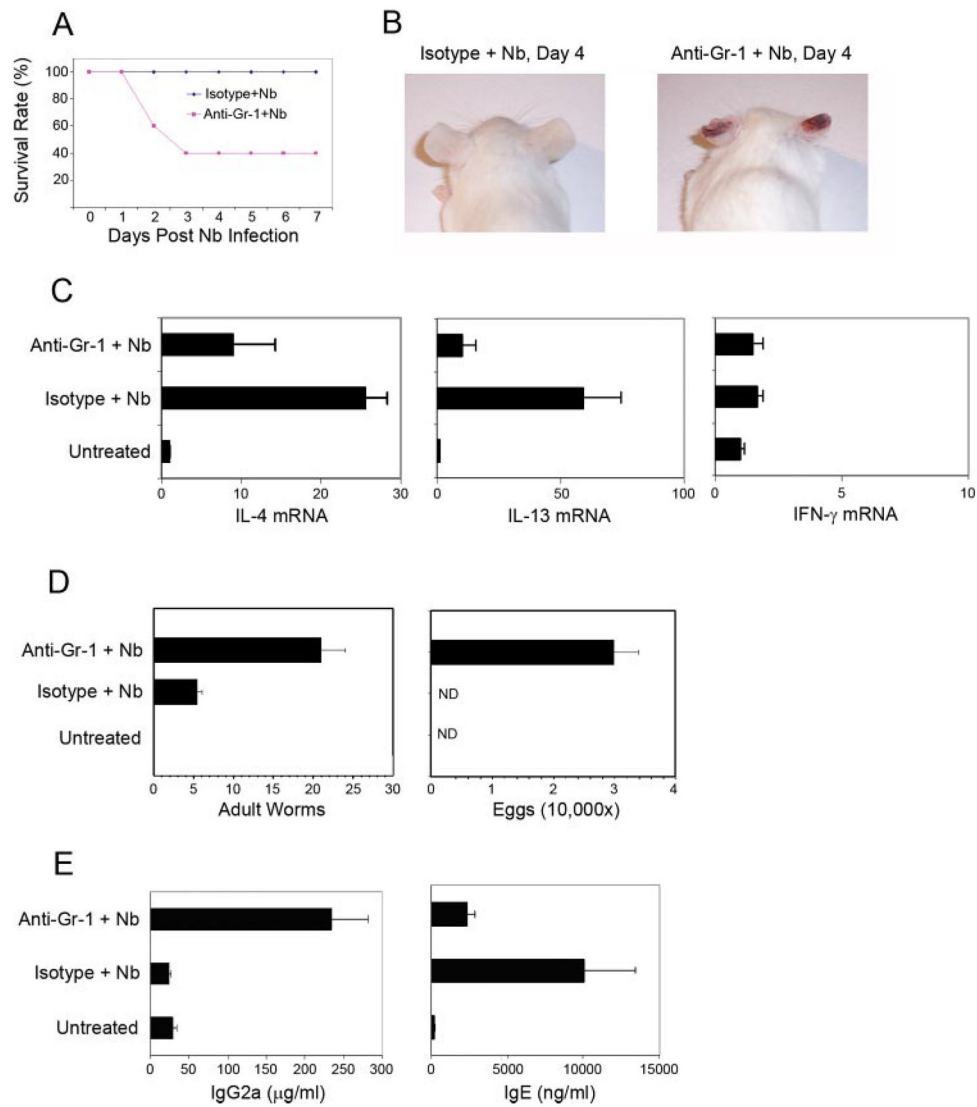 A
Survival Rate (%)
100
80
60
40
20
Isotype+Nb
Anti-Gr-1+Nb
0 1 2 3 4 5 6 7
Days Post Nb Infection
B
Isotype + Nb, Day 4
Anti-Gr-1 + Nb, Day 4
C
Anti-Gr-1 + Nb
Isotype + Nb
Untreated
0 10 20 30
IL-4 mRNA
0 50 100
IL-13 mRNA
0 5 10
IFN-γ mRNA
D
Anti-Gr-1 + Nb
Isotype + Nb
Untreated
0 5 10 15 20 25 30
Adult Worms
ND
ND
0 1 2 3 4
Eggs (10,000x)
E
Anti-Gr-1 + Nb
Isotype + Nb
Untreated
0 50 100 150 200 250 300
IgG2a (μg/ml)
0 5000 10000 15000
IgE (ng/ml)